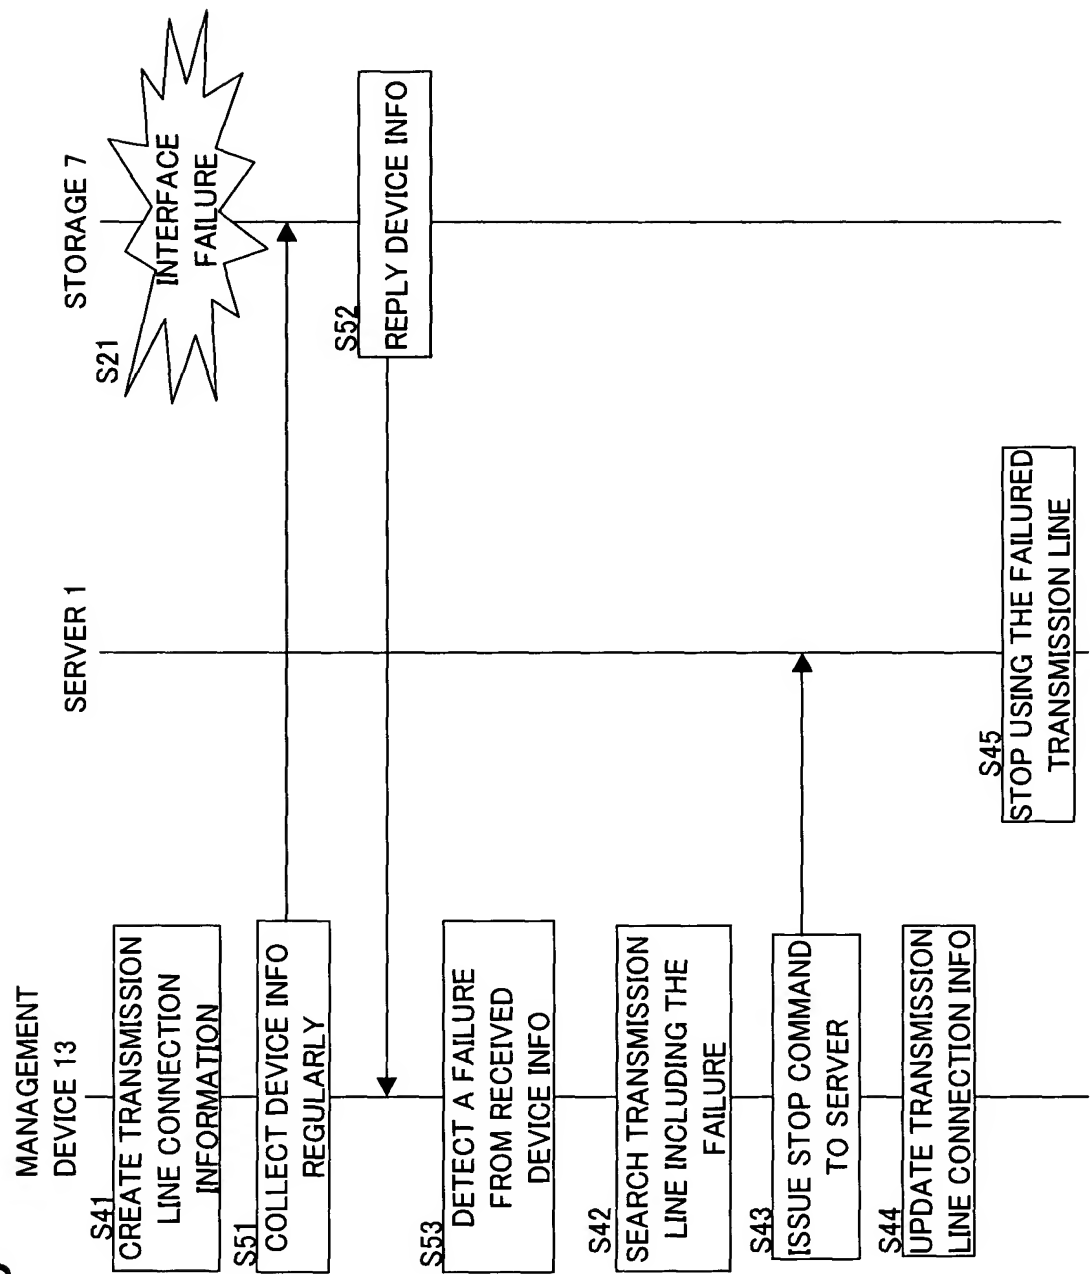 MANAGEMENT
DEVICE 13
SERVER 1
STORAGE 7
S41
CREATE TRANSMISSION
LINE CONNECTION
INFORMATION
S21
INTERFACE
FAILURE
S51
COLLECT DEVICE INFO
REGULARLY
S52
REPLY DEVICE INFO
S53
DETECT A FAILURE
FROM RECEIVED
DEVICE INFO
S42
SEARCH TRANSMISSION
LINE INCLUDING THE
FAILURE
S43
ISSUE STOP COMMAND
TO SERVER
S44
UPDATE TRANSMISSION
LINE CONNECTION INFO
S45
STOP USING THE FAILURED
TRANSMISSION LINE